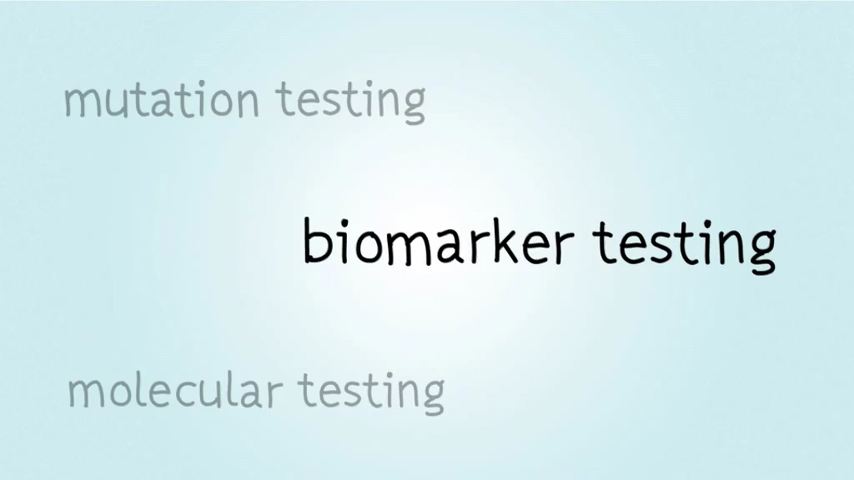 mutation testing
biomarker testing
molecular testing